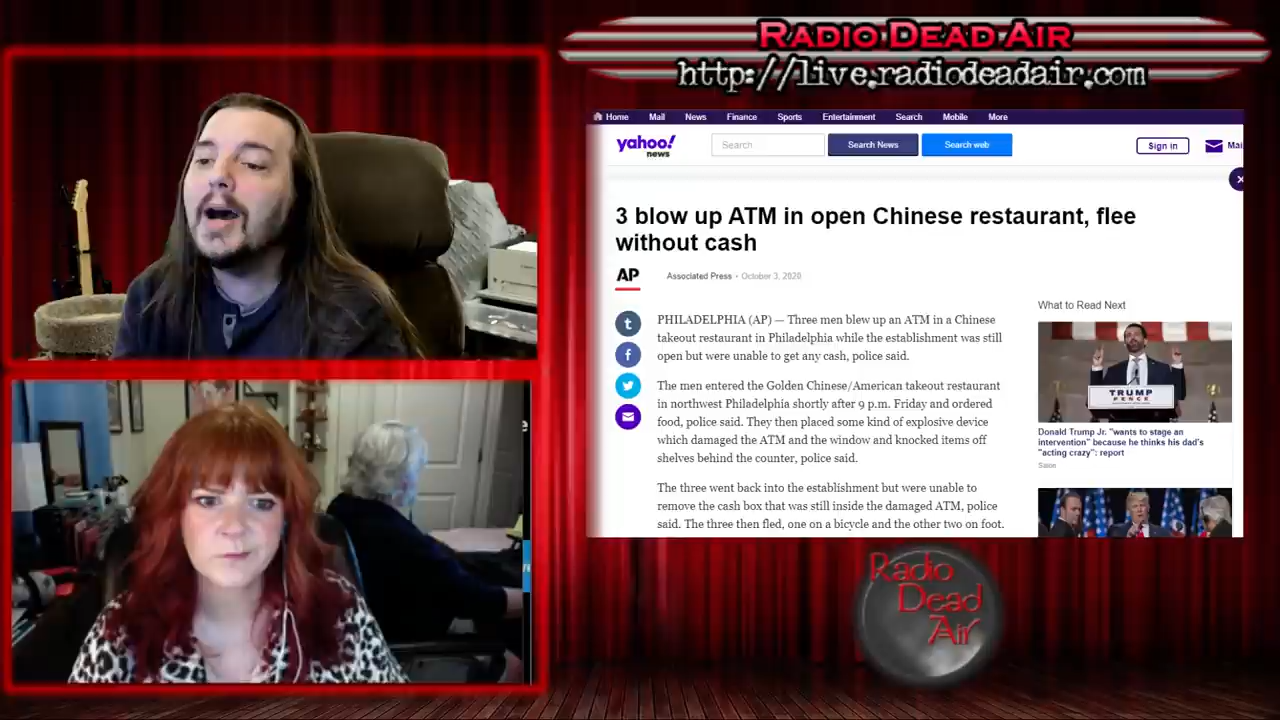 Radio Dead Air
http://live.radiodeadair.com
Home Mail News Finance Sports Entertainment Search Mobile More
yahoo!
news
Search
Search News
Search web
Sign in
Mai
3 blow up ATM in open Chinese restaurant, flee
without cash
AP
Associated Press • October 3, 2020
What to Read Next
PHILADELPHIA (AP) — Three men blew up an ATM in a Chinese
takeout restaurant in Philadelphia while the establishment was still
open but were unable to get any cash, police said.
The men entered the Golden Chinese/American takeout restaurant
in northwest Philadelphia shortly after 9 p.m. Friday and ordered
food, police said. They then placed some kind of explosive device
which damaged the ATM and the window and knocked items off
shelves behind the counter, police said.
The three went back into the establishment but were unable to
remove the cash box that was still inside the damaged ATM, police
said. The three then fled, one on a bicycle and the other two on foot.
TRUMP
PENCE
Donald Trump Jr. "wants to stage an
intervention" because he thinks his dad's
"acting crazy": report
Salon
Radio
Dead
Air